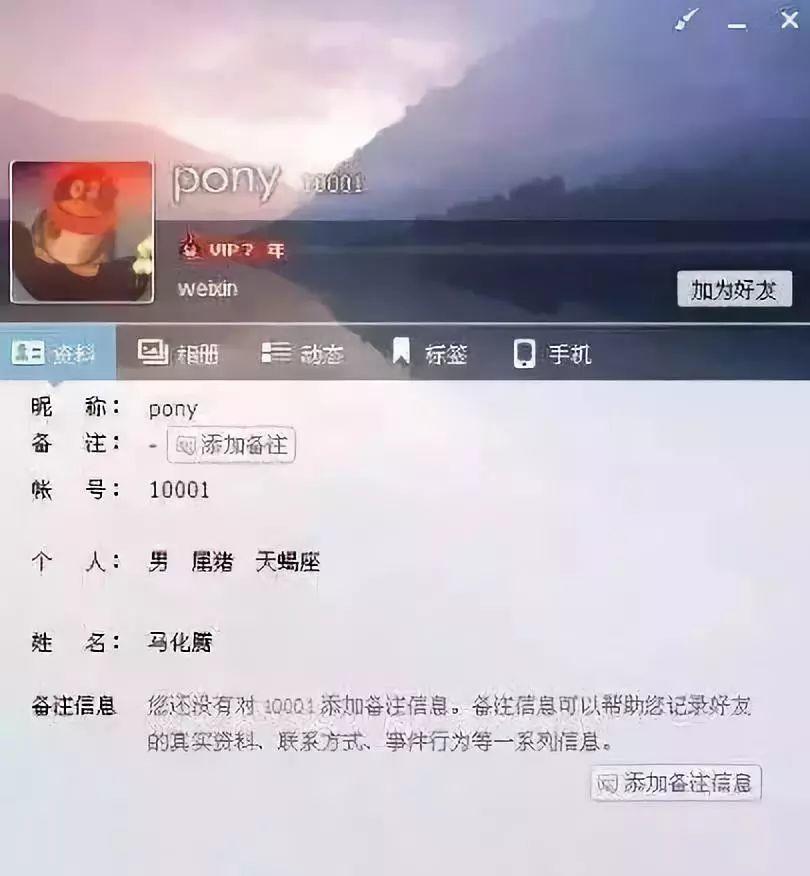 pony 10001
VIP7 年
weixin
加为好友
资料 相册 动态 标签 手机
昵 称： pony
备 注： - 添加备注
帐 号： 10001
个 人： 男 属猪 天蝎座
姓 名： 马化腾
备注信息 您还没有对 10001 添加备注信息。备注信息可以帮助您记录好友
的真实资料、联系方式、事件行为等一系列信息。
添加备注信息